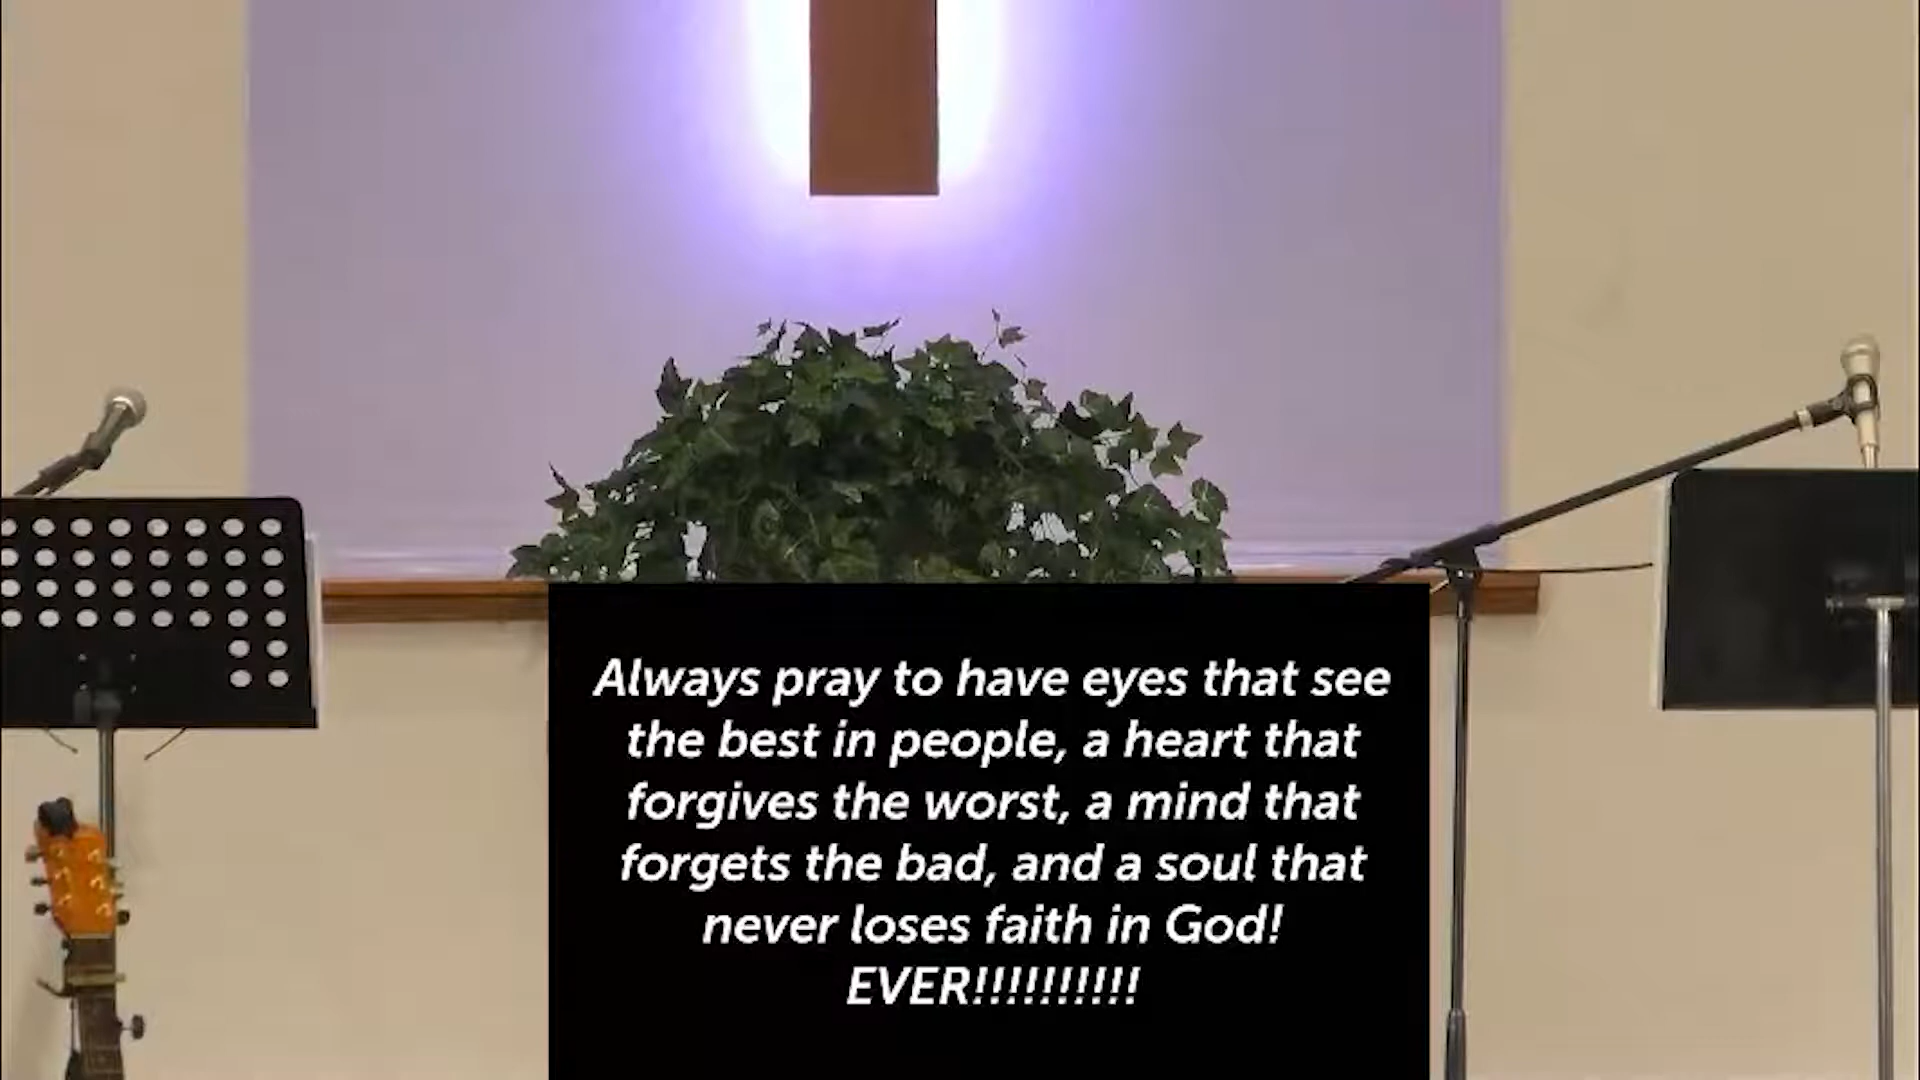 Always pray to have eyes that see
the best in people, a heart that
forgives the worst, a mind that
forgets the bad, and a soul that
never loses faith in God!
EVER!!!!!!!!!!